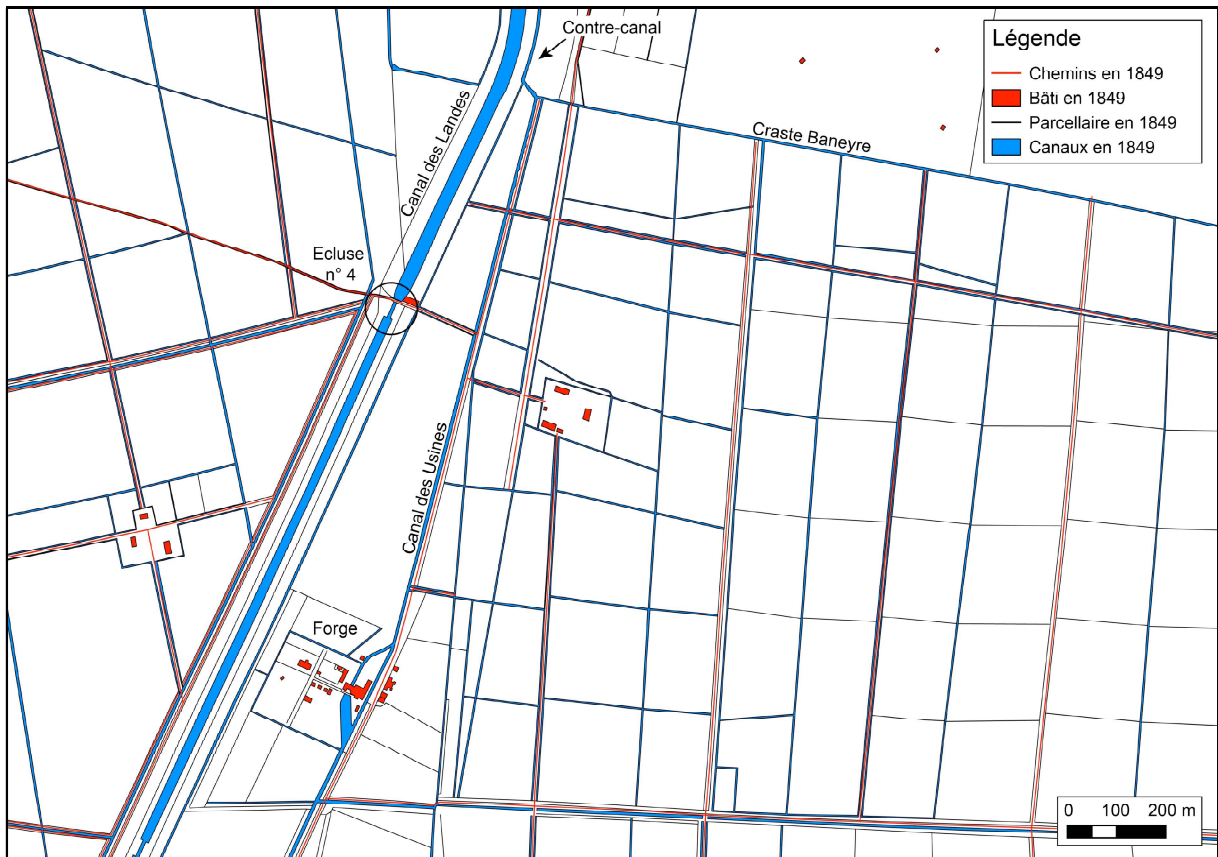 Contre-canal
Légende
Chemins en 1849
Bâti en 1849
Parcellaire en 1849
Canaux en 1849
Canal des Landes
Craste Baneyre
Ecluse
n° 4
Canal des Usines
Forge
0 100 200 m